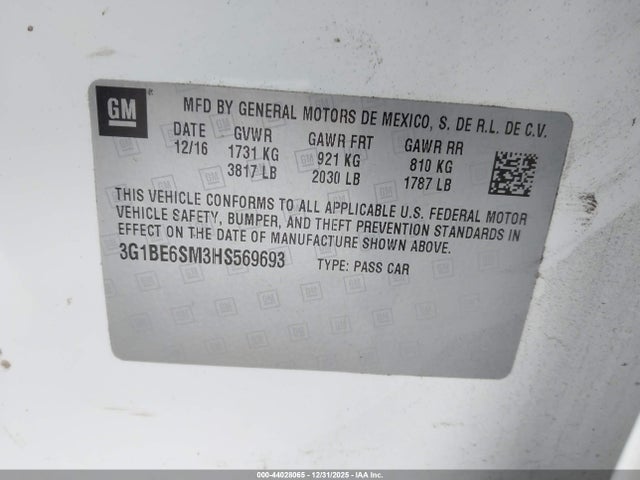 GM
MFD BY GENERAL MOTORS DE MEXICO, S. DE R.L. DE C.V.
DATE GVWR GAWR FRT GAWR RR
12/16 1731 KG 921 KG 810 KG
3817 LB 2030 LB 1787 LB
THIS VEHICLE CONFORMS TO ALL APPLICABLE U.S. FEDERAL MOTOR
VEHICLE SAFETY, BUMPER, AND THEFT PREVENTION STANDARDS IN
EFFECT ON THE DATE OF MANUFACTURE SHOWN ABOVE.
3G1BE6SM3HS569693 TYPE: PASS CAR
000-44028065 - 12/31/2025 - IAA Inc.